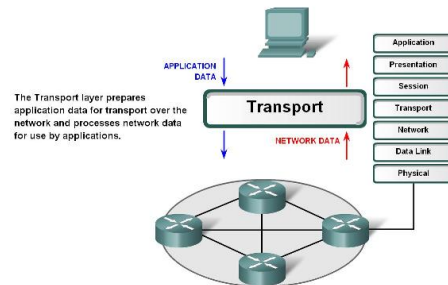 The Transport layer prepares
application data for transport over the
network and processes network data
for use by applications.
APPLICATION
DATA
Transport
NETWORK DATA
Application
Presentation
Session
Transport
Network
Data Link
Physical